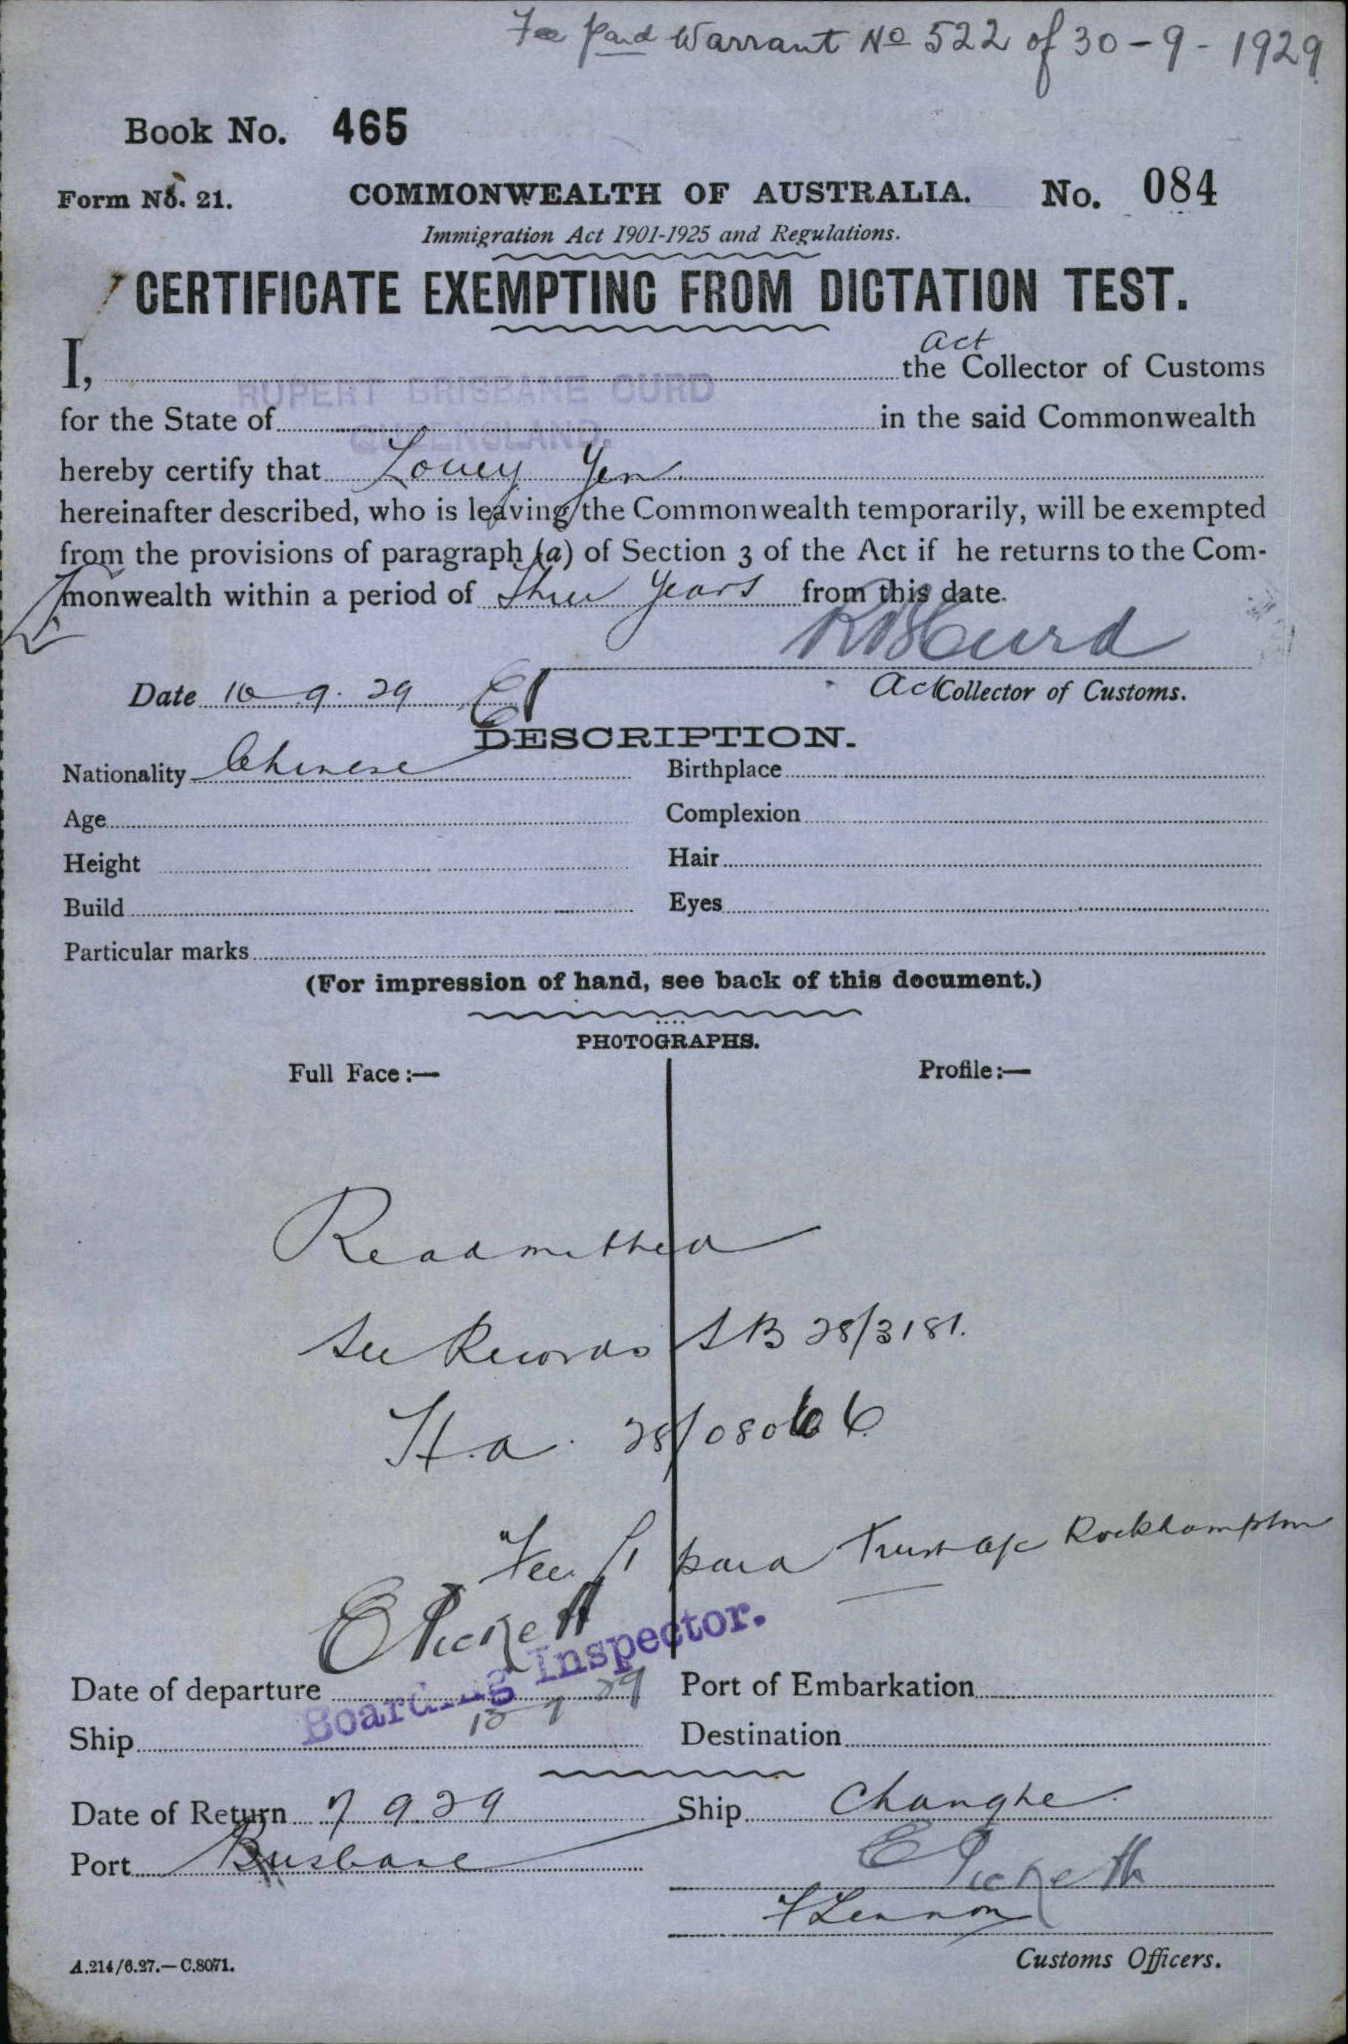 Fee paid Warrant No 522 of 30-9-1929
Book No. 465
Form No. 21. COMMONWEALTH OF AUSTRALIA. No. 084
Immigration Act 1901-1925 and Regulations.
CERTIFICATE EXEMPTING FROM DICTATION TEST.
act
I, the Collector of Customs
RUPERT BRISBANE CURD
for the State of in the said Commonwealth
QUEENSLAND.
hereby certify that Louey Yen
hereinafter described, who is leaving the Commonwealth temporarily, will be exempted
from the provisions of paragraph (a) of Section 3 of the Act if he returns to the Com-
monwealth within a period of three years from this date.
RB Curd
Date 10 9. 29 Act Collector of Customs.
DESCRIPTION.
Nationality Chinese Birthplace
Age Complexion
Height Hair
Build Eyes
Particular marks
(For impression of hand, see back of this document.)
PHOTOGRAPHS.
Full Face:— Profile:—
Readmitted
See Records SB 28/3181.
H.a. 28/08066
Fee £1 paid Trust a/c Rockhampton
E Pickett
Boarding Inspector.
Date of departure Port of Embarkation
29
Ship Destination
Date of Return 7 9.29 Ship Changte.
Port Brisbane
E Pickett
F Lennon
A.214/6.27.—C.8071. Customs Officers.